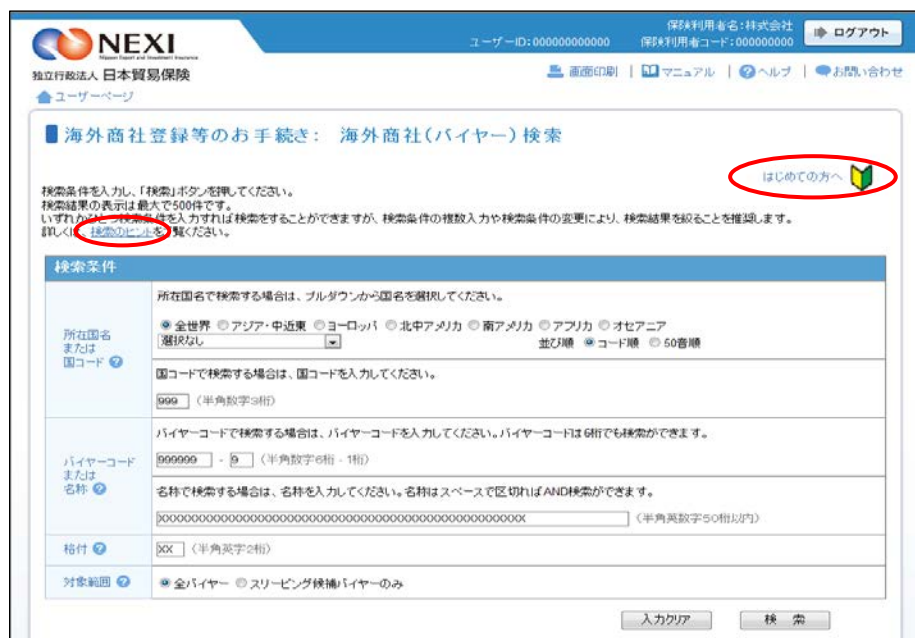 保険利用者名:株式会社
ユーザーID:000000000000 保険利用者コード:000000000
ログアウト
NEXI
Nippon Export and Investment Insurance
独立行政法人 日本貿易保険
画面印刷 | マニュアル | ヘルプ | お問い合わせ
ユーザーページ
海外商社登録等のお手続き: 海外商社(バイヤー)検索
はじめての方へ
検索条件を入力し、「検索」ボタンを押してください。
検索結果の表示は最大で500件です。
いずれかひとつ検索条件を入力すれば検索をすることができますが、検索条件の複数入力や検索条件の変更により、検索結果を絞ることを推奨します。
詳しくは、検索のヒントをご覧ください。
検索条件
所在国名
または
国コード
所在国名で検索する場合は、プルダウンから国名を選択してください。
全世界 アジア・中近東 ヨーロッパ 北中アメリカ 南アメリカ アフリカ オセアニア
選択なし 並び順 コード順 50音順
国コードで検索する場合は、国コードを入力してください。
999 (半角数字3桁)
バイヤーコード
または
名称
バイヤーコードで検索する場合は、バイヤーコードを入力してください。バイヤーコードは6桁でも検索ができます。
999999 - 9 (半角数字6桁 - 1桁)
名称で検索する場合は、名称を入力してください。名称はスペースで区切ればAND検索ができます。
XXXXXXXXXXXXXXXXXXXXXXXXXXXXXXXXXXXXXXXXXXXXXXXXXX (半角英数字50桁以内)
格付 XX (半角英字2桁)
対象範囲 全バイヤー スリーピング候補バイヤーのみ
入力クリア 検 索